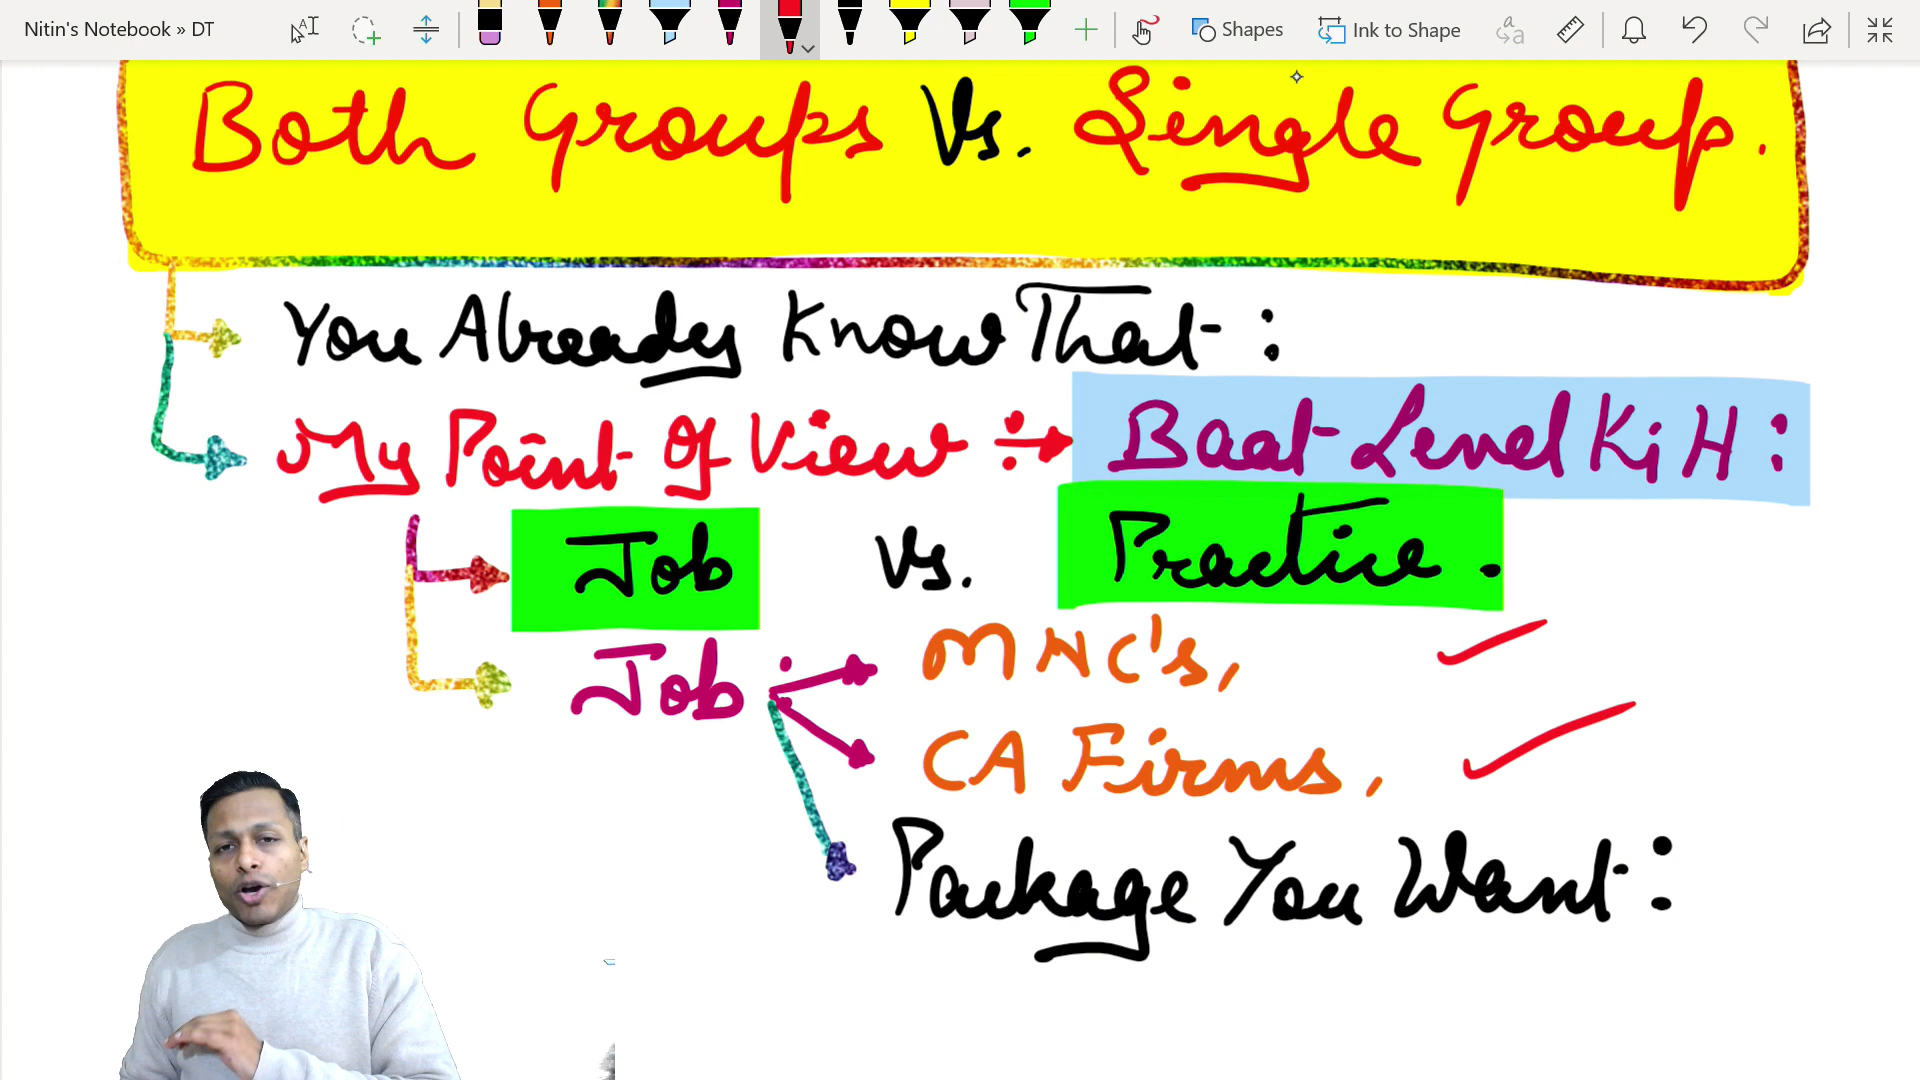 Nitin's Notebook » DT
Shapes
Ink to Shape
Both Groups Vs. Single Group.
You Already Know That:
My Point Of View Baat Level Ki H:
Job Vs. Practice.
Job: MNC's,
CA Firms,
Package You Want: